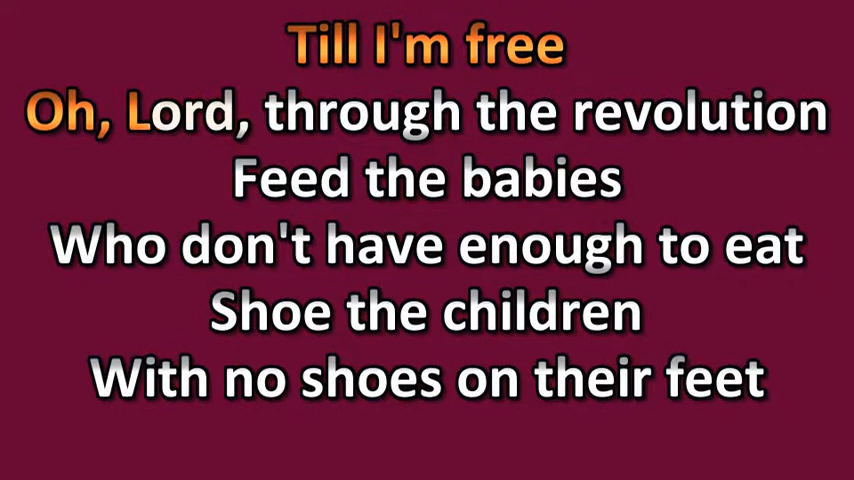 Till I'm free
Oh, Lord, through the revolution
Feed the babies
Who don't have enough to eat
Shoe the children
With no shoes on their feet